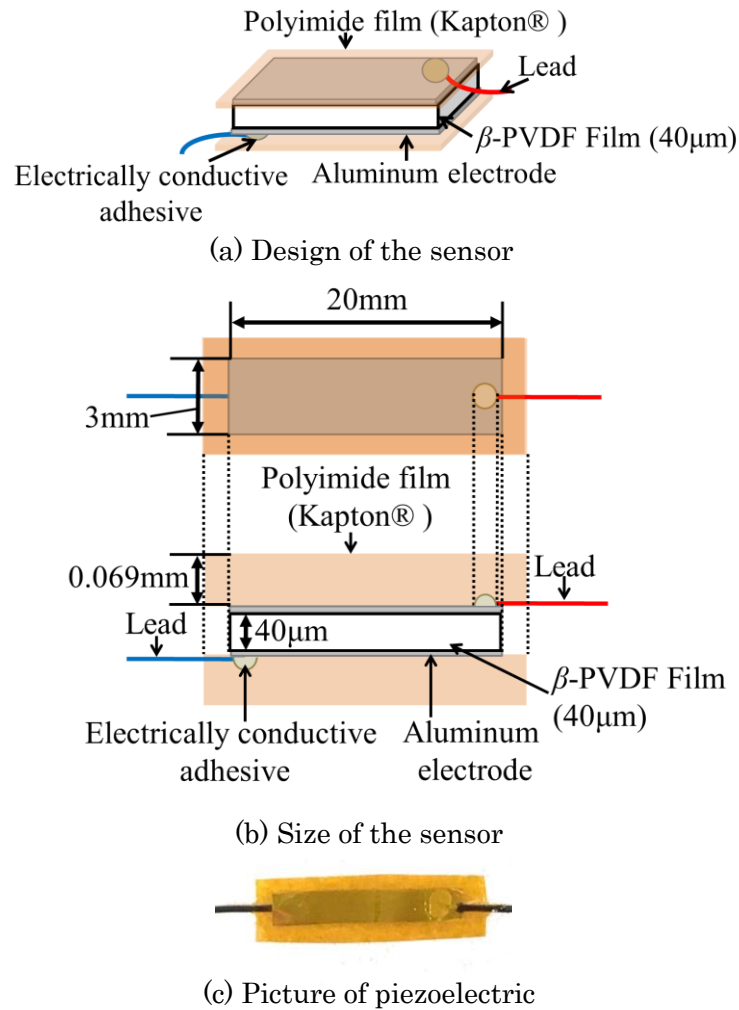 Polyimide film (Kapton® )
Lead
β-PVDF Film (40μm)
Electrically conductive
adhesive
Aluminum electrode
(a) Design of the sensor
20mm
3mm
Polyimide film
(Kapton® )
0.069mm
Lead
Lead
40μm
β-PVDF Film
(40μm)
Electrically conductive
adhesive
Aluminum
electrode
(b) Size of the sensor
(c) Picture of piezoelectric